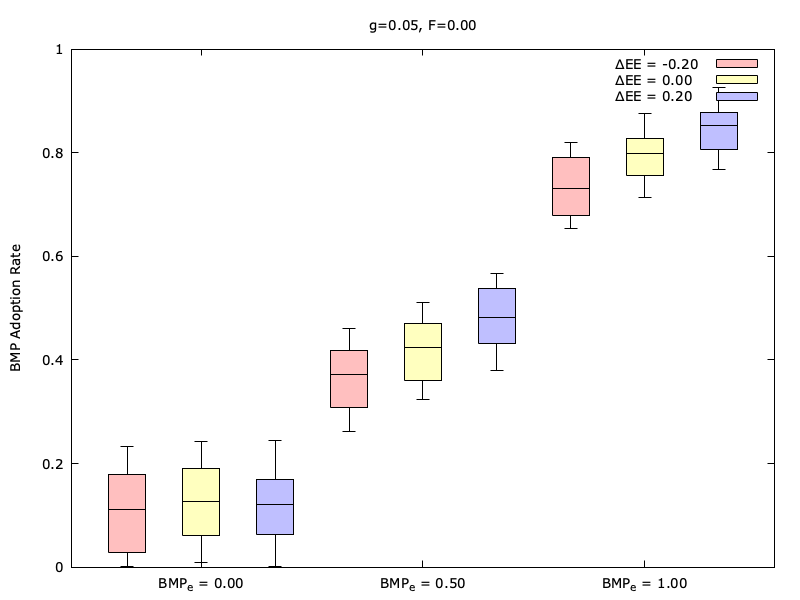 g=0.05, F=0.00
1
ΔEE = -0.20
ΔEE = 0.00
ΔEE = 0.20
0.8
0.6
BMP Adoption Rate
0.4
0.2
0
BMPe = 0.00
BMPe = 0.50
BMPe = 1.00